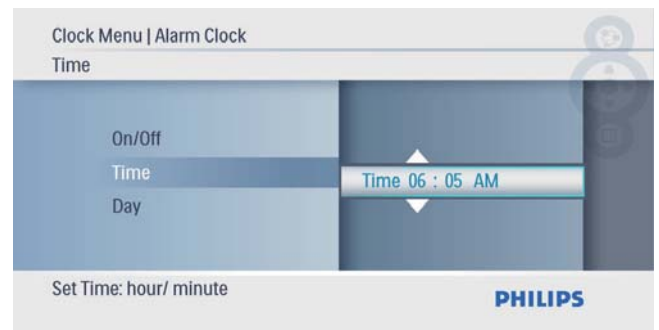 Clock Menu | Alarm Clock
Time
On/Off
Time
Time 06 : 05 AM
Day
Set Time: hour/ minute
PHILIPS